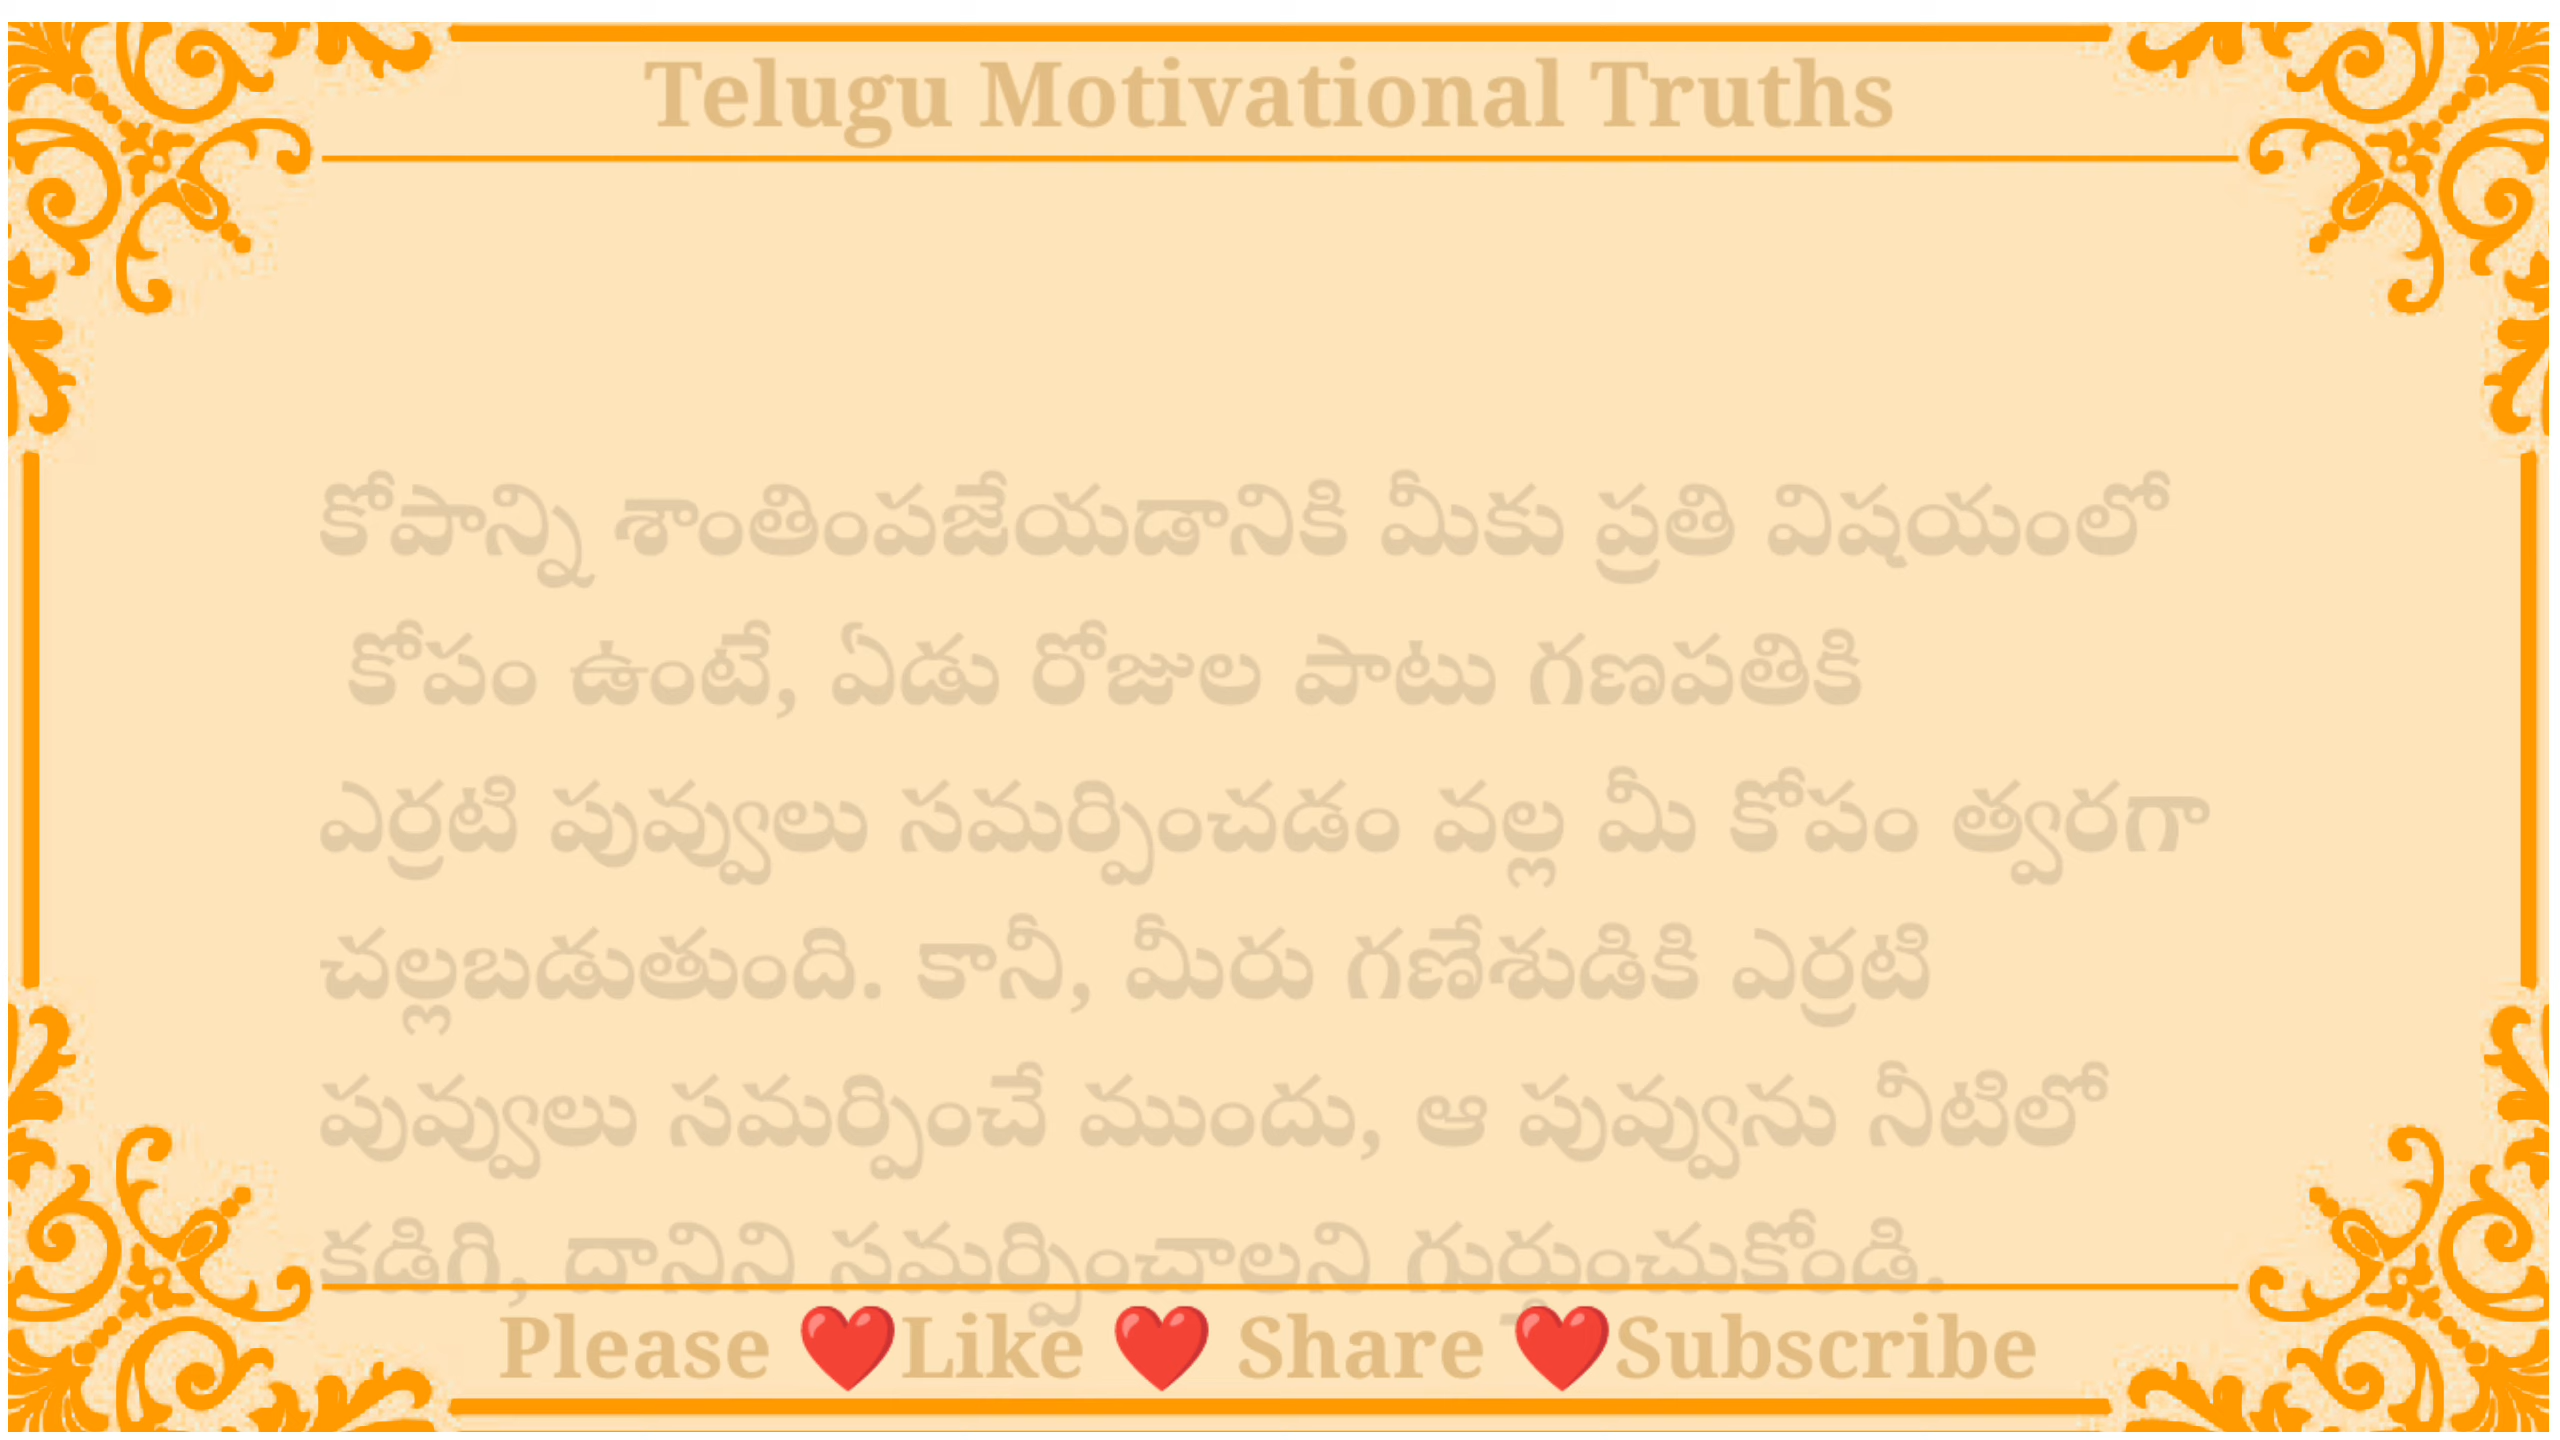 Telugu Motivational Truths
కోపాన్ని శాంతింపజేయడానికి మీకు ప్రతి విషయంలో
కోపం ఉంటే, ఏడు రోజుల పాటు గణపతికి
ఎర్రటి పువ్వులు సమర్పించడం వల్ల మీ కోపం త్వరగా
చల్లబడుతుంది. కానీ, మీరు గణేశుడికి ఎర్రటి
పువ్వులు సమర్పించే ముందు, ఆ పువ్వును నీటిలో
కడిగి, దానిని సమర్పించాలని గుర్తుంచుకోండి.
Please ❤️Like ❤️ Share ❤️Subscribe